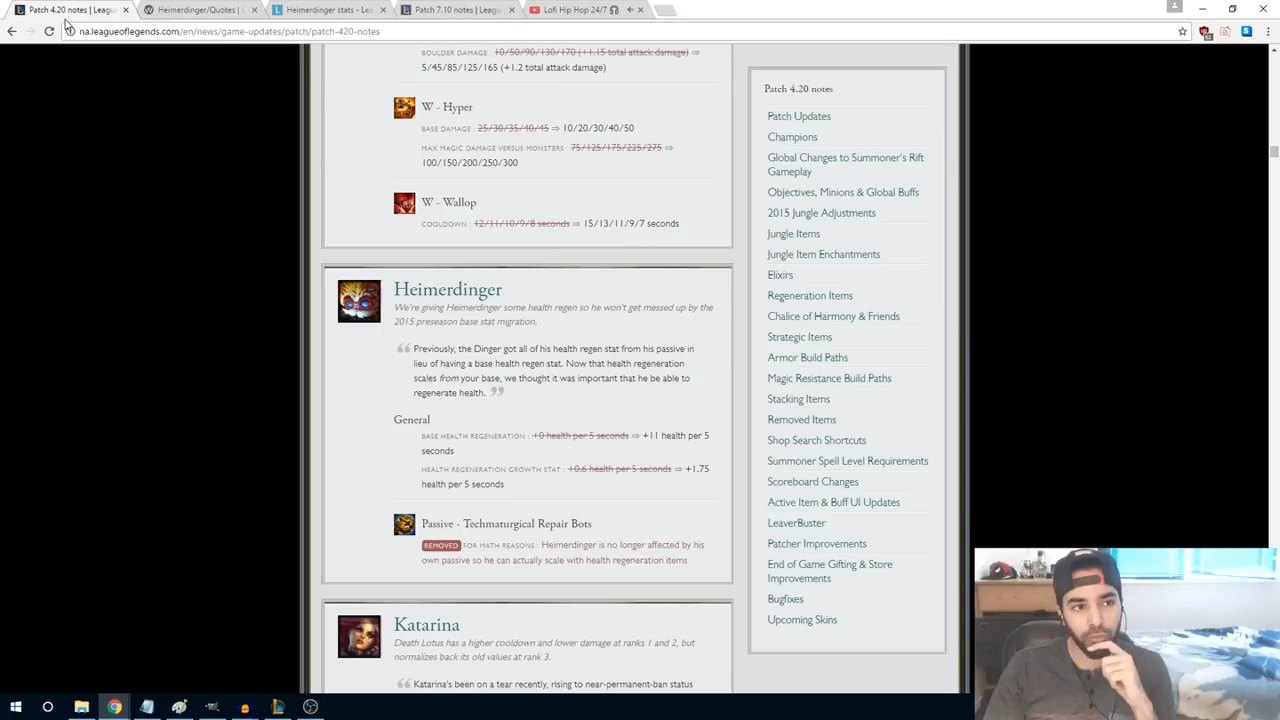 Patch 4.20 notes | Leagu
Heimerdinger/Quotes | L
Heimerdinger stats - Lea
Patch 7.10 notes | Leagu
Lofi Hip Hop 24/7
na.leagueoflegends.com/en/news/game-updates/patch/patch-420-notes
BOULDER DAMAGE : 10/50/90/130/170 (+1.15 total attack damage) ⇒
5/45/85/125/165 (+1.2 total attack damage)
W - Hyper
BASE DAMAGE : 25/30/35/40/45 ⇒ 10/20/30/40/50
MAX MAGIC DAMAGE VERSUS MONSTERS : 75/125/175/225/275 ⇒
100/150/200/250/300
W - Wallop
COOLDOWN : 12/11/10/9/8 seconds ⇒ 15/13/11/9/7 seconds
Heimerdinger
We're giving Heimerdinger some health regen so he won't get messed up by the
2015 preseason base stat migration.
Previously, the Dinger got all of his health regen stat from his passive in
lieu of having a base health regen stat. Now that health regeneration
scales from your base, we thought it was important that he be able to
regenerate health.
General
BASE HEALTH REGENERATION : +0 health per 5 seconds ⇒ +11 health per 5
seconds
HEALTH REGENERATION GROWTH STAT : +0.6 health per 5 seconds ⇒ +1.75
health per 5 seconds
Passive - Techmaturgical Repair Bots
REMOVED FOR MATH REASONS : Heimerdinger is no longer affected by his
own passive so he can actually scale with health regeneration items
Katarina
Death Lotus has a higher cooldown and lower damage at ranks 1 and 2, but
normalizes back its old values at rank 3.
Katarina's been on a tear recently, rising to near-permanent-ban status
Patch 4.20 notes
Patch Updates
Champions
Global Changes to Summoner's Rift
Gameplay
Objectives, Minions & Global Buffs
2015 Jungle Adjustments
Jungle Items
Jungle Item Enchantments
Elixirs
Regeneration Items
Chalice of Harmony & Friends
Strategic Items
Armor Build Paths
Magic Resistance Build Paths
Stacking Items
Removed Items
Shop Search Shortcuts
Summoner Spell Level Requirements
Scoreboard Changes
Active Item & Buff UI Updates
LeaverBuster
Patcher Improvements
End of Game Gifting & Store
Improvements
Bugfixes
Upcoming Skins